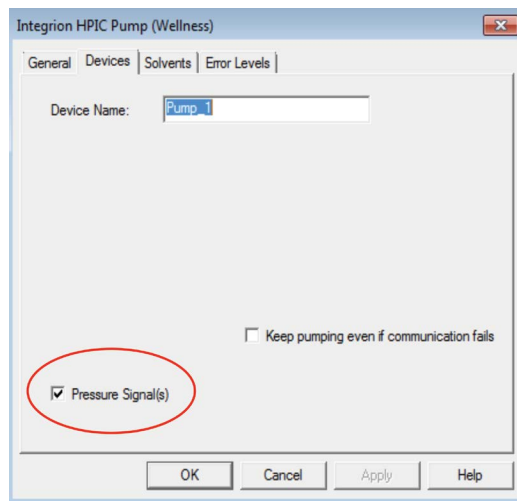 Integrion HPIC Pump (Wellness)
General Devices Solvents Error Levels
Device Name: Pump_1
Keep pumping even if communication fails
Pressure Signal(s)
OK Cancel Apply Help